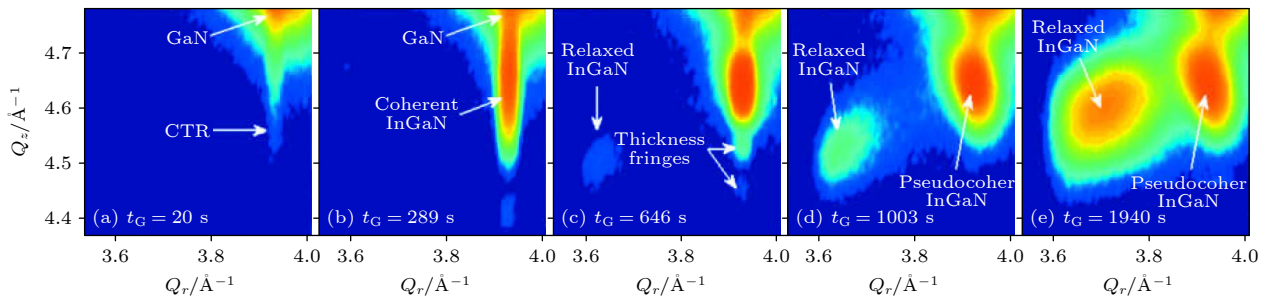 Q_z/Å⁻¹
4.7
4.6
4.5
4.4
GaN
CTR
(a) t_G = 20 s
3.6 3.8 4.0
Q_r/Å⁻¹
GaN
Coherent
InGaN
(b) t_G = 289 s
3.6 3.8 4.0
Q_r/Å⁻¹
Relaxed
InGaN
Thickness
fringes
(c) t_G = 646 s
3.6 3.8 4.0
Q_r/Å⁻¹
Relaxed
InGaN
Pseudocoher
InGaN
(d) t_G = 1003 s
3.6 3.8 4.0
Q_r/Å⁻¹
Relaxed
InGaN
Pseudocoher
InGaN
(e) t_G = 1940 s
3.6 3.8 4.0
Q_r/Å⁻¹